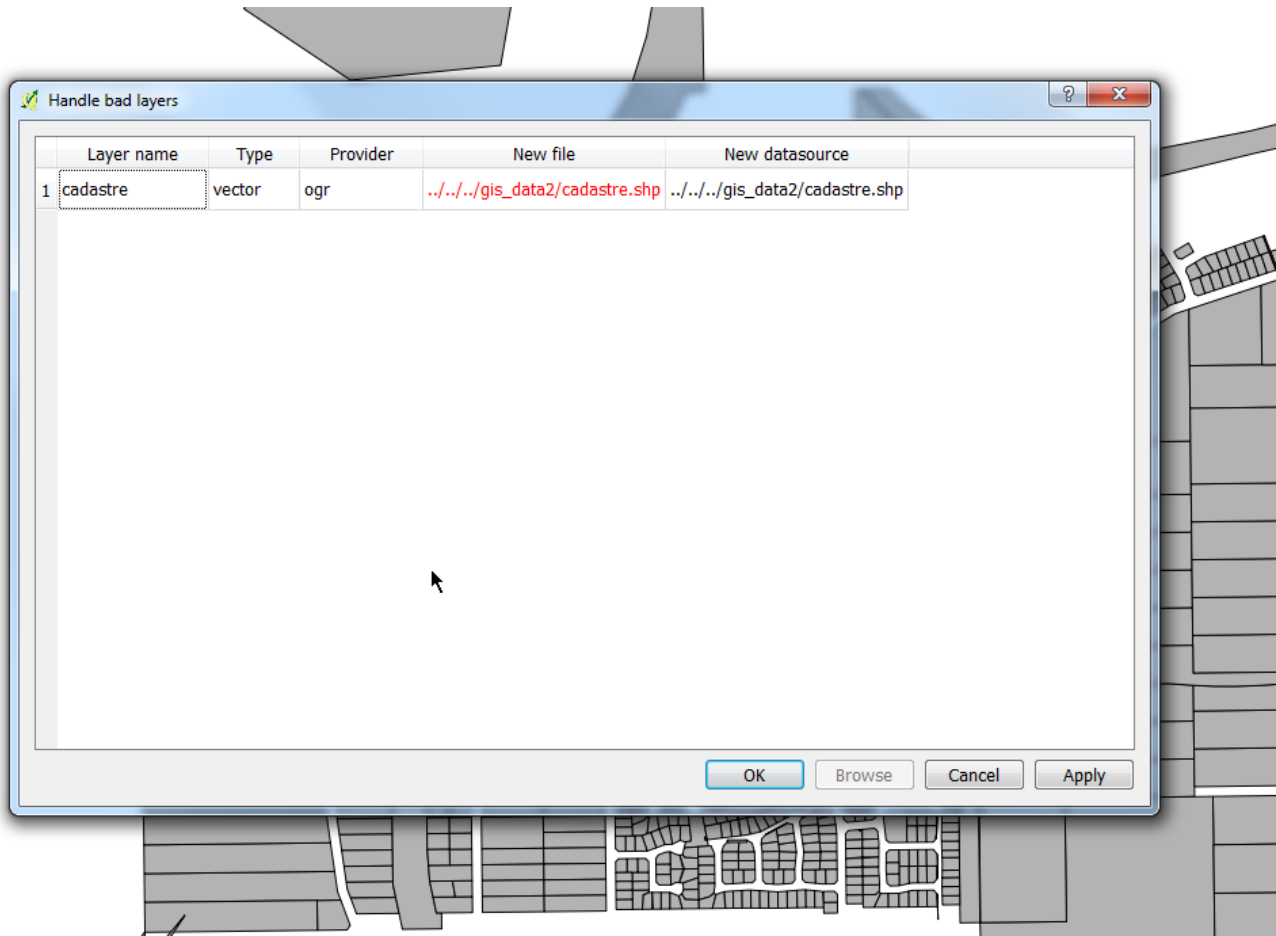 Handle bad layers
?
Layer name Type Provider New file New datasource
1 cadastre vector ogr ../../../gis_data2/cadastre.shp ../../../gis_data2/cadastre.shp
OK Browse Cancel Apply